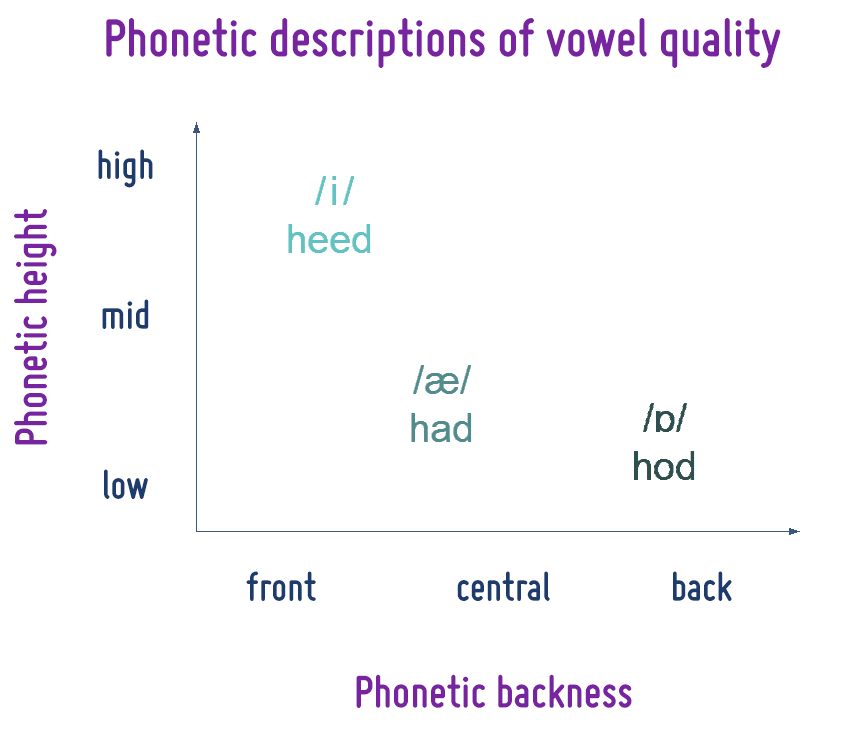 Phonetic descriptions of vowel quality
Phonetic height
high
mid
low
/i/
heed
/æ/
had
/ɒ/
hod
front central back
Phonetic backness